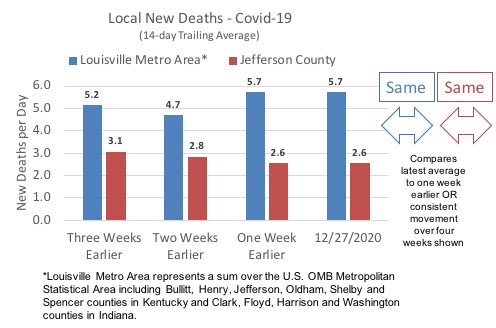 Local New Deaths - Covid-19
(14-day Trailing Average)
Louisville Metro Area* Jefferson County
New Deaths per Day
6.0
5.0
4.0
3.0
2.0
1.0
0.0
5.2
3.1
4.7
2.8
5.7
2.6
5.7
2.6
Three Weeks
Earlier
Two Weeks
Earlier
One Week
Earlier
12/27/2020
Same Same
Compares
latest average
to one week
earlier OR
consistent
movement
over four
weeks shown
*Louisville Metro Area represents a sum over the U.S. OMB Metropolitan
Statistical Area including Bullitt, Henry, Jefferson, Oldham, Shelby and
Spencer counties in Kentucky and Clark, Floyd, Harrison and Washington
counties in Indiana.